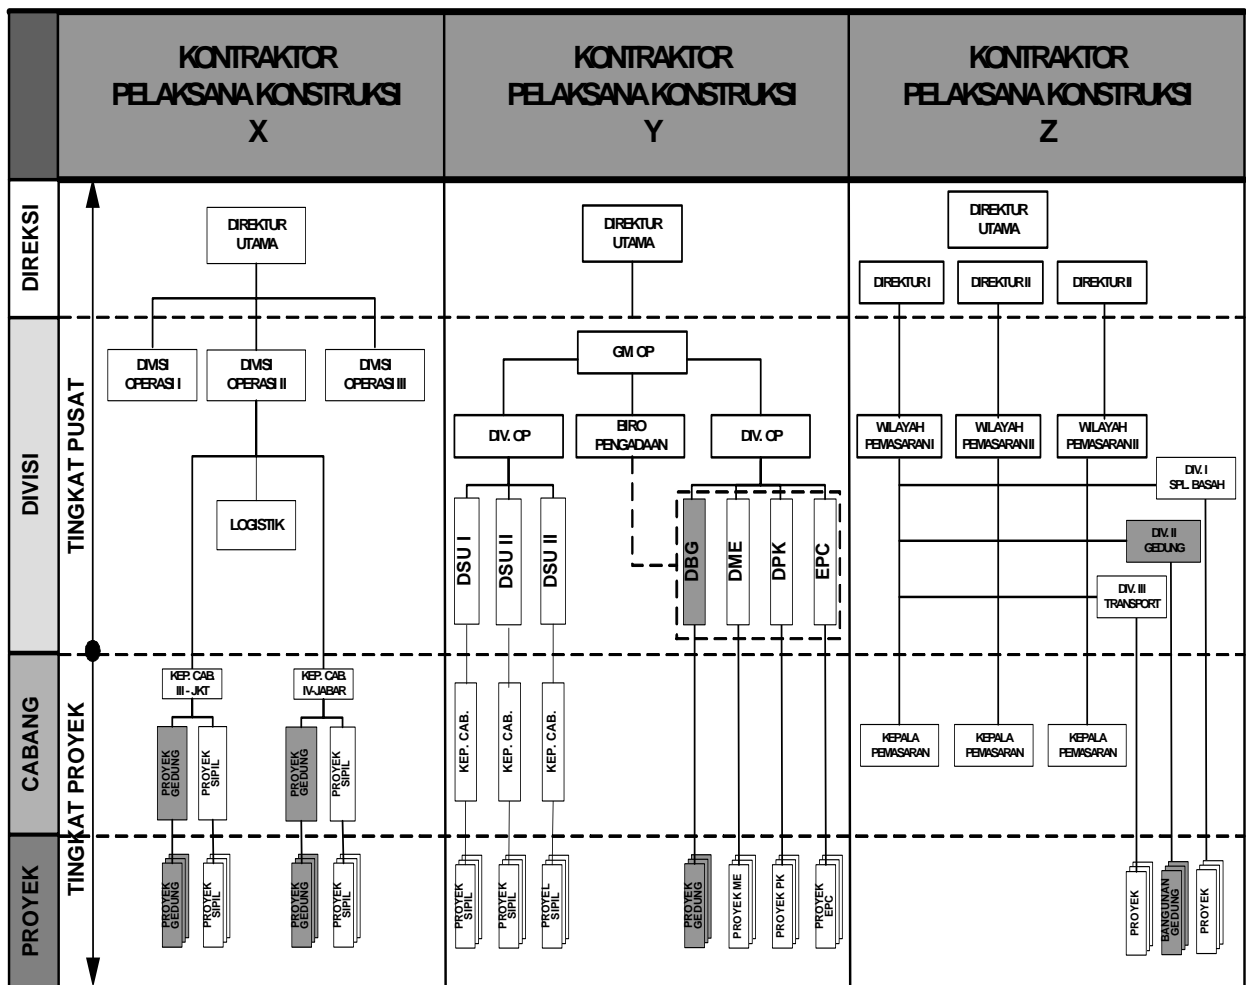 KONTRAKTOR
PELAKSANA KONSTRUKSI
X
KONTRAKTOR
PELAKSANA KONSTRUKSI
Y
KONTRAKTOR
PELAKSANA KONSTRUKSI
Z
DIREKSI
DIVISI
CABANG
PROYEK
TINGKAT PUSAT
TINGKAT PROYEK
DIREKTUR
UTAMA
DIVISI
OPERASI I
DIVISI
OPERASI II
DIVISI
OPERASI III
LOGISTIK
KEP. CAB.
III - JKT
KEP. CAB.
IV-JABAR
PROYEK
GEDUNG
PROYEK
SIPIL
PROYEK
GEDUNG
PROYEK
SIPIL
PROYEK
GEDUNG
PROYEK
SIPIL
PROYEK
GEDUNG
PROYEK
SIPIL
DIREKTUR
UTAMA
GM. OP
DIV. OP
BIRO
PENGADAAN
DIV. OP
DSU I
DSU II
DSU II
DBG
DME
DPK
EPC
KEP. CAB.
KEP. CAB.
KEP. CAB.
PROYEK
SIPIL
PROYEK
SIPIL
PROYEL
SIPIL
PROYEK
GEDUNG
PROYEK ME
PROYEK PK
PROYEK
EPC
DIREKTUR
UTAMA
DIREKTUR I
DIREKTUR II
DIREKTUR II
WILAYAH
PEMASARAN I
WILAYAH
PEMASARAN II
WILAYAH
PEMASARAN II
DIV. I
SPL. BASAH
DIV. II
GEDUNG
DIV. III
TRANSPORT
KEPALA
PEMASARAN
KEPALA
PEMASARAN
KEPALA
PEMASARAN
PROYEK
BANGUNAN
GEDUNG
PROYEK